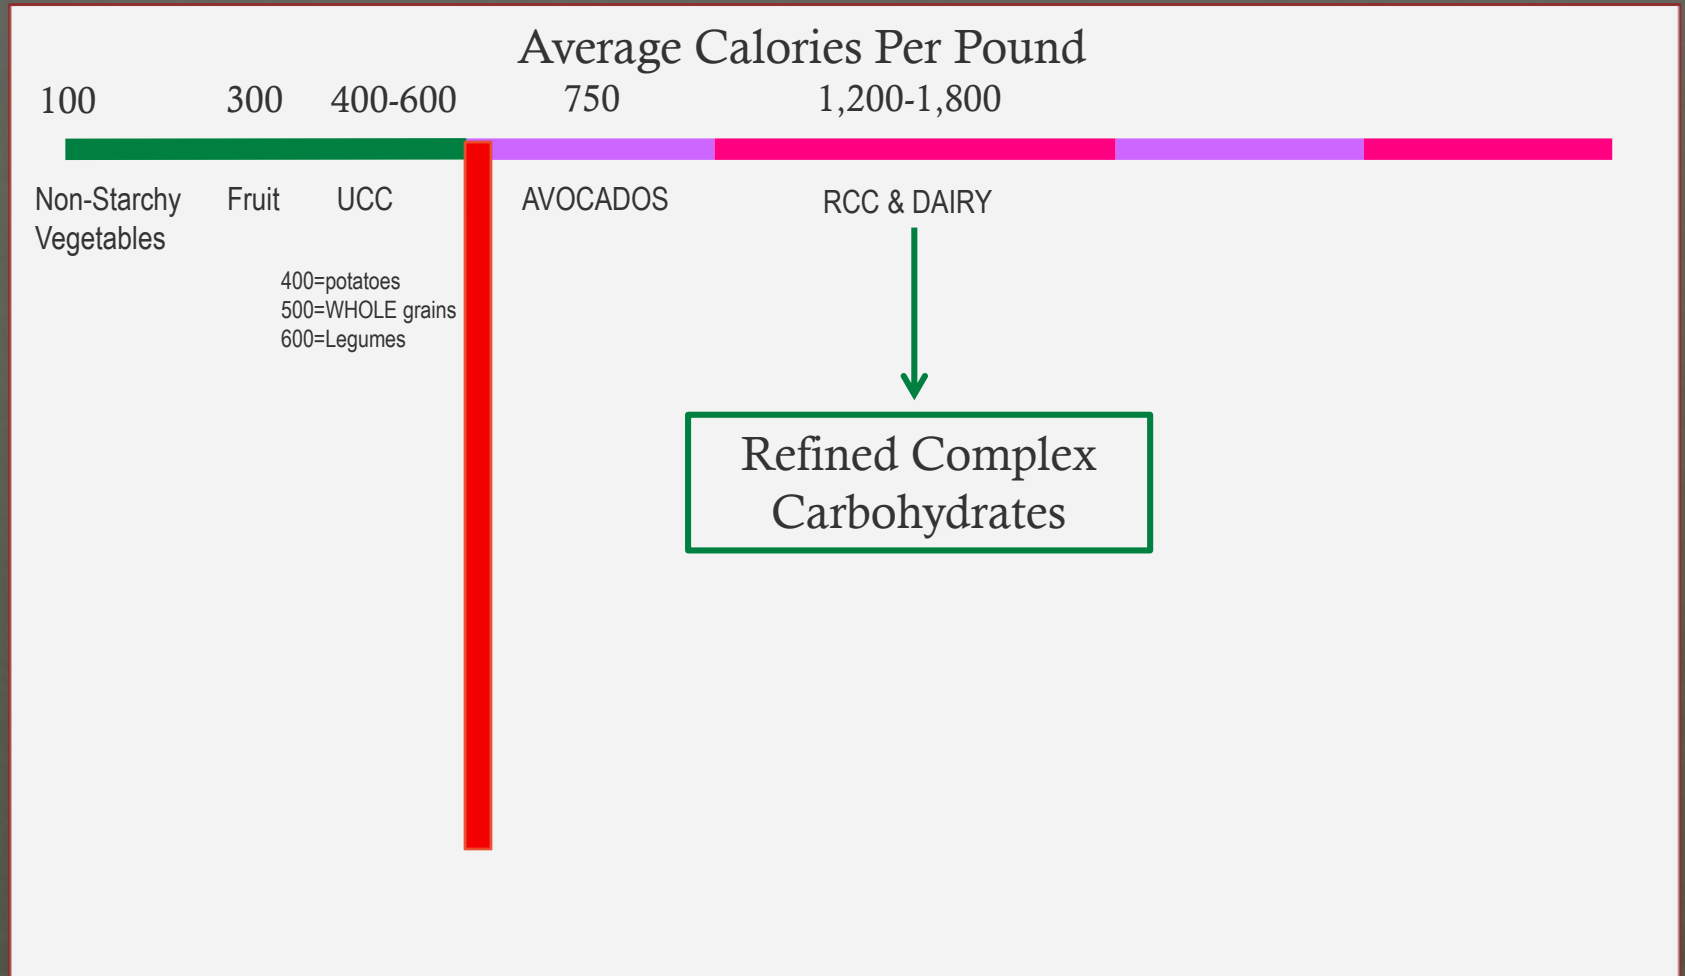 Average Calories Per Pound
100 300 400-600 750 1,200-1,800
Non-Starchy Fruit UCC AVOCADOS RCC & DAIRY
Vegetables
400=potatoes
500=WHOLE grains
600=Legumes
Refined Complex
Carbohydrates